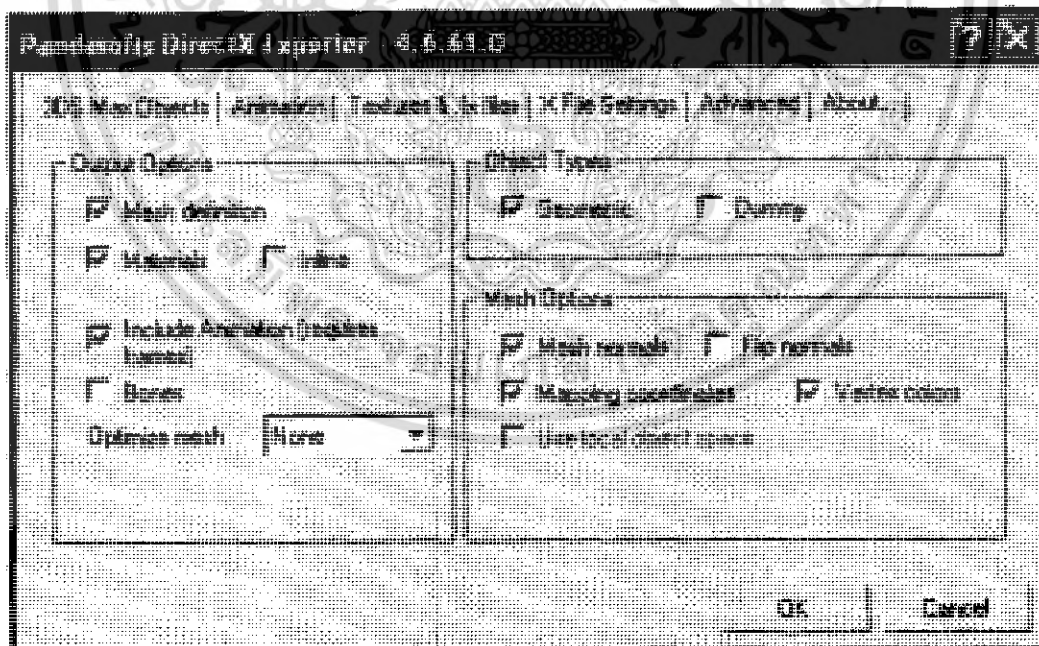 Pandasoft's DirectX Exporter - 4.6.61.0
3DS Max Objects | Animation | Textures & .fx files | X File Settings | Advanced | About...
Output Options
Mesh definition
Materials
Inline
Include Animation (requires frames)
Bones
Optimise mesh
None
Object Types
Geometric
Dummy
Mesh Options
Mesh normals
Flip normals
Mapping coordinates
Vertex colors
Use local object space
OK
Cancel